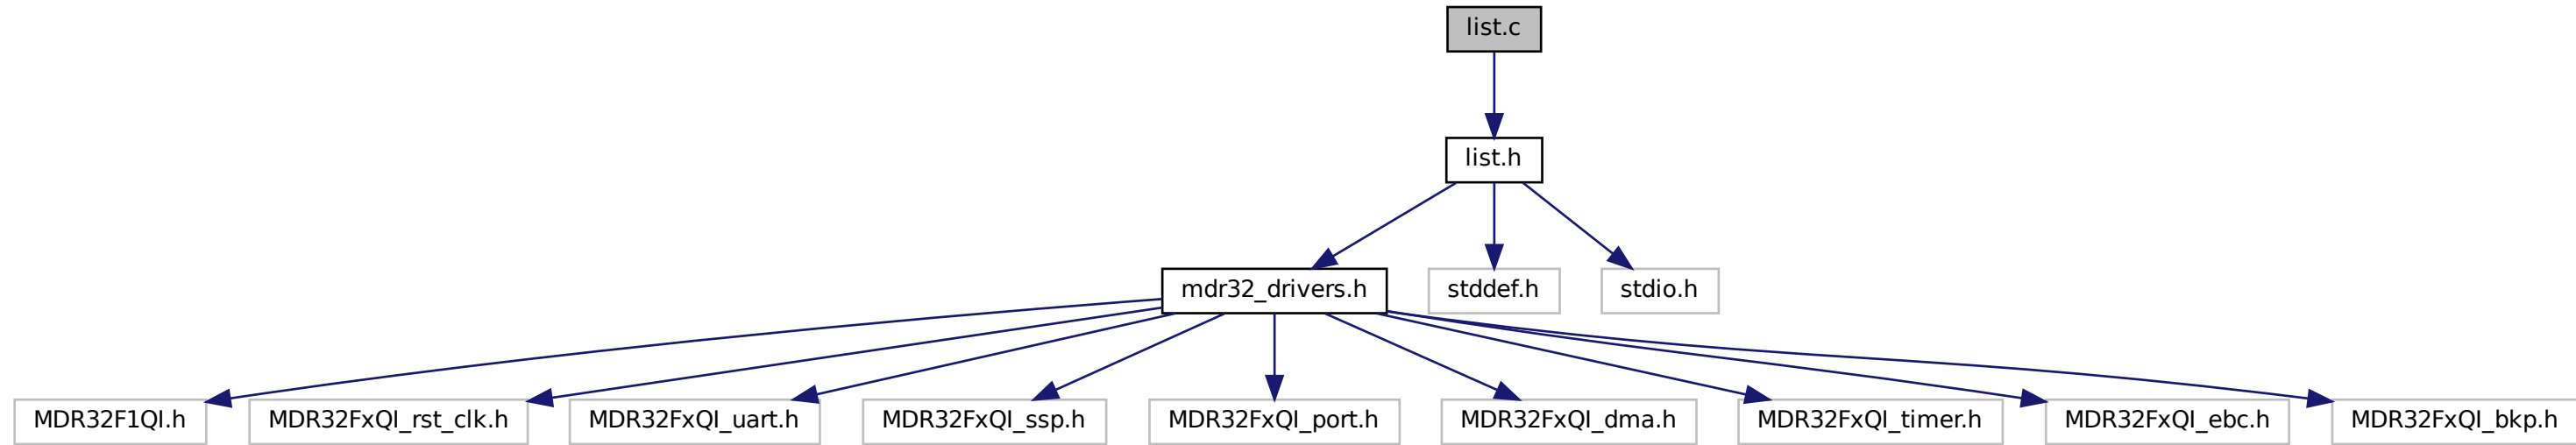 list.c
list.h
mdr32_drivers.h
stddef.h
stdio.h
MDR32F1QI.h
MDR32FxQI_rst_clk.h
MDR32FxQI_uart.h
MDR32FxQI_ssp.h
MDR32FxQI_port.h
MDR32FxQI_dma.h
MDR32FxQI_timer.h
MDR32FxQI_ebc.h
MDR32FxQI_bkp.h